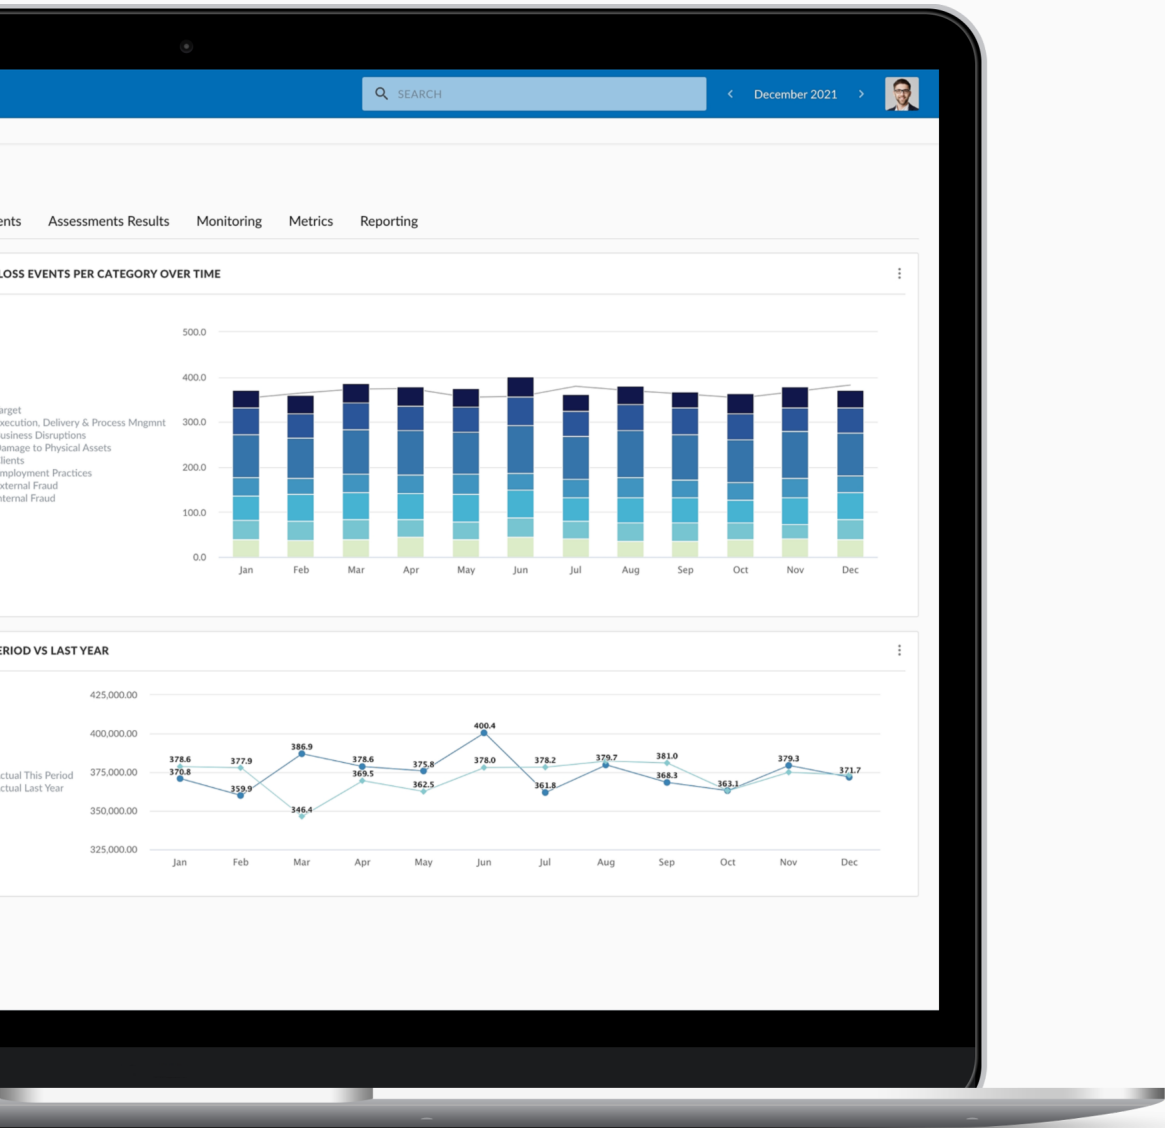 SEARCH
December 2021
ents Assessments Results Monitoring Metrics Reporting
LOSS EVENTS PER CATEGORY OVER TIME
500.0
400.0
300.0
200.0
100.0
0.0
arget
xecution, Delivery & Process Mngmnt
usiness Disruptions
amage to Physical Assets
lients
mployment Practices
xternal Fraud
nternal Fraud
Jan Feb Mar Apr May Jun Jul Aug Sep Oct Nov Dec
ERIOD VS LAST YEAR
425,000.00
400,000.00
375,000.00
350,000.00
325,000.00
ctual This Period
ctual Last Year
378.6 377.9 386.9 378.6 375.8 400.4 378.2 379.7 381.0 363.1 379.3 371.7
370.8 359.9 346.4 369.5 362.5 378.0 361.8 368.3
Jan Feb Mar Apr May Jun Jul Aug Sep Oct Nov Dec